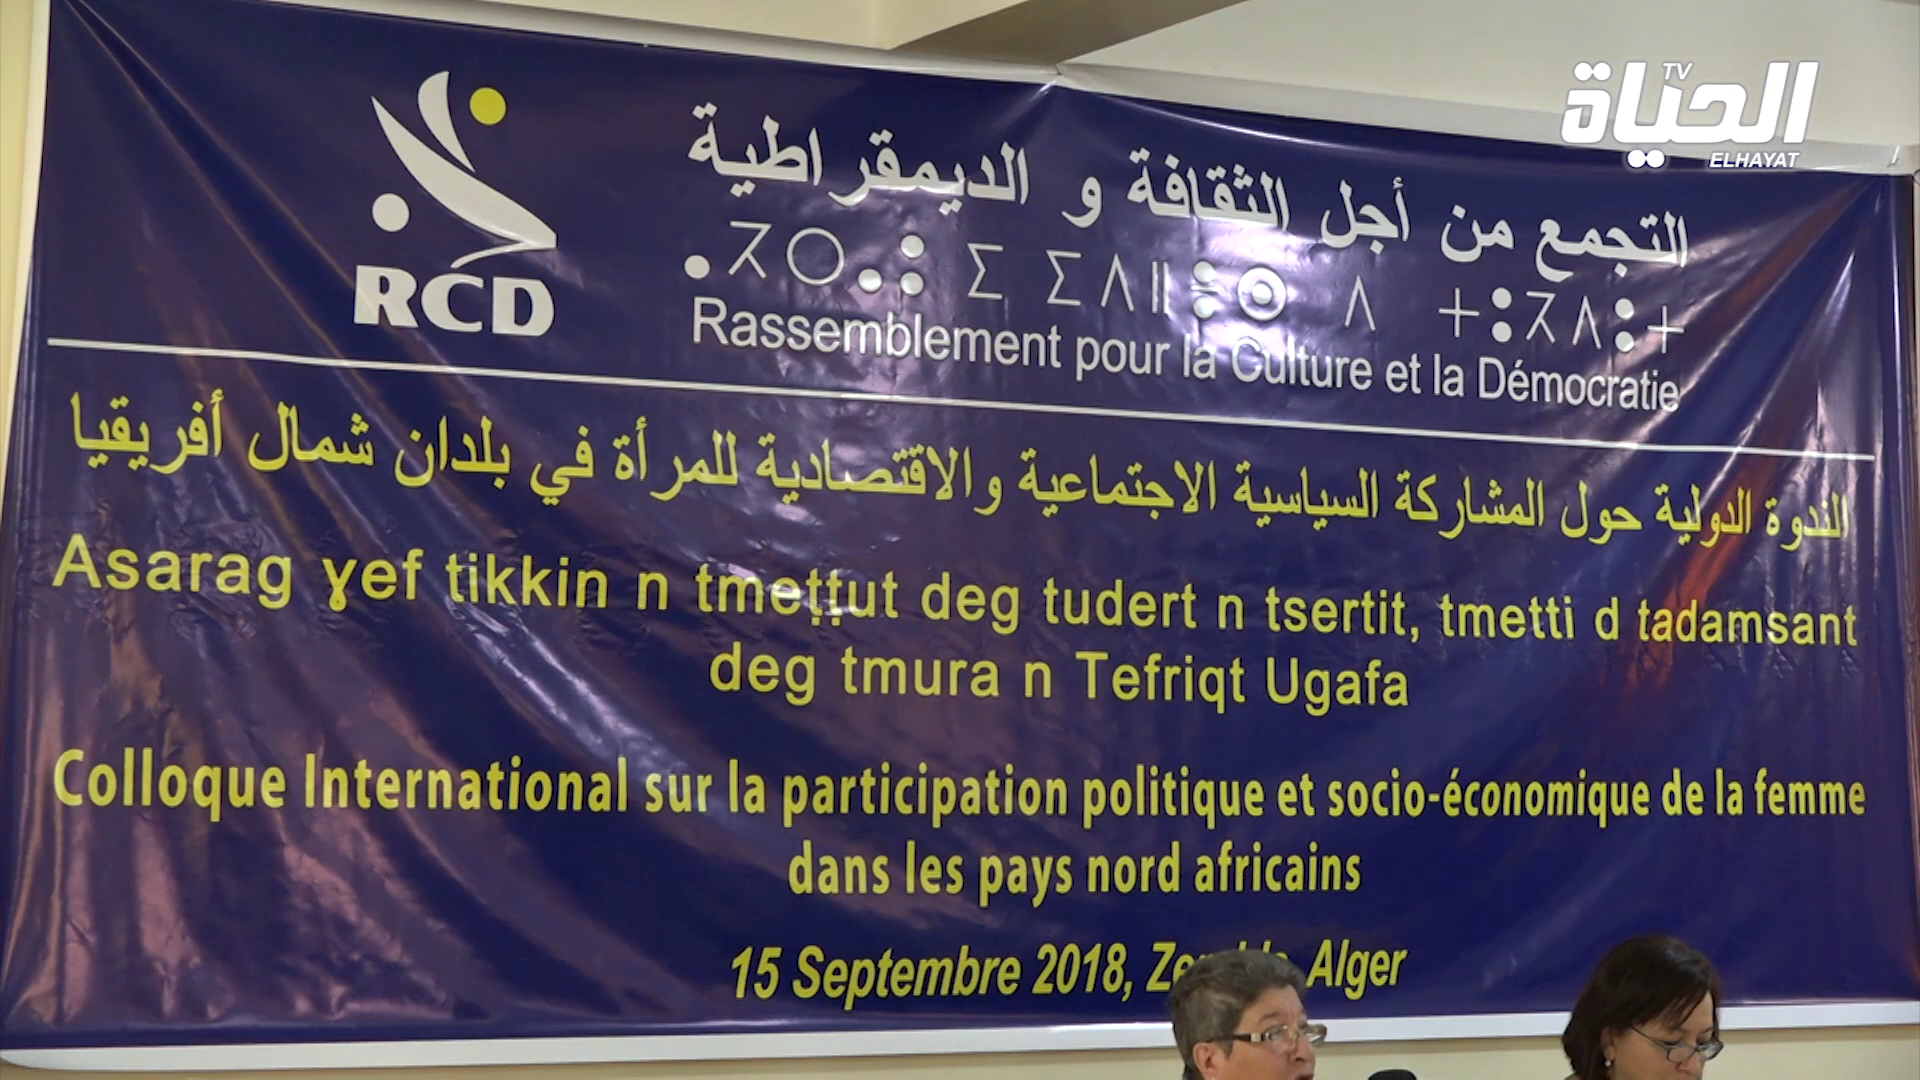 الحياة
TV
ELHAYAT
RCD
التجمع من أجل الثقافة و الديمقراطية
ⴰⴳⵔⴰⵡ ⵉ ⵉⴷⵍⵙ ⴷ ⵜⵓⴳⴷⵓⵜ
Rassemblement pour la Culture et la Démocratie
الندوة الدولية حول المشاركة السياسية الاجتماعية والاقتصادية للمرأة في بلدان شمال أفريقيا
Asarag ɣef tikkin n tmeṭṭut deg tudert n tsertit, tmetti d tadamsant
deg tmura n Tefriqt Ugafa
Colloque International sur la participation politique et socio-économique de la femme
dans les pays nord africains
15 Septembre 2018, Alger